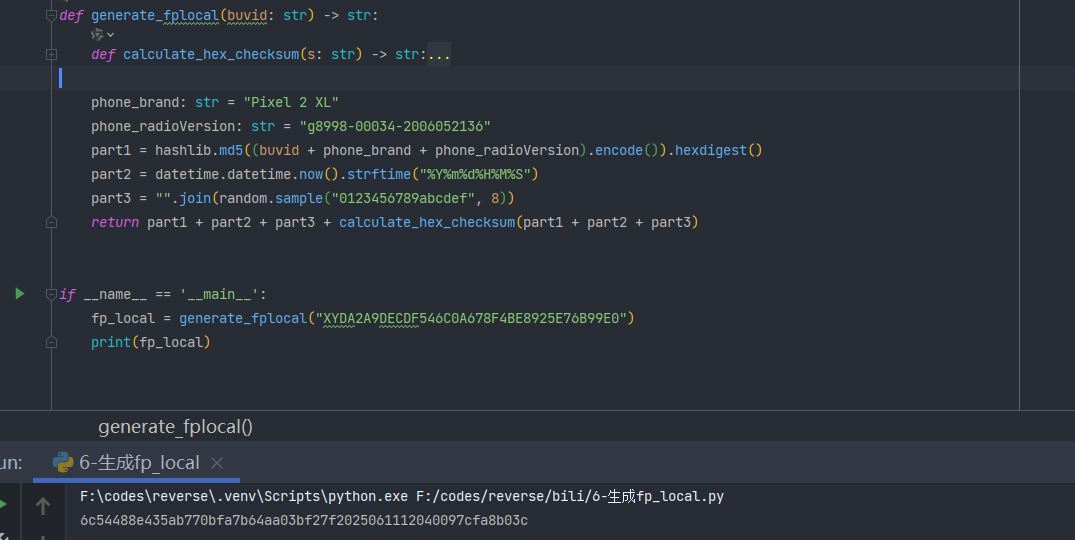 def generate_fplocal(buvid: str) -> str:
def calculate_hex_checksum(s: str) -> str:...
phone_brand: str = "Pixel 2 XL"
phone_radioVersion: str = "g8998-00034-2006052136"
part1 = hashlib.md5((buvid + phone_brand + phone_radioVersion).encode()).hexdigest()
part2 = datetime.datetime.now().strftime("%Y%m%d%H%M%S")
part3 = "".join(random.sample("0123456789abcdef", 8))
return part1 + part2 + part3 + calculate_hex_checksum(part1 + part2 + part3)
if __name__ == '__main__':
fp_local = generate_fplocal("XYDA2A9DECDF546C0A678F4BE8925E76B99E0")
print(fp_local)
generate_fplocal()
un: 6-生成fp_local
F:\codes\reverse\.venv\Scripts\python.exe F:/codes/reverse/bili/6-生成fp_local.py
6c54488e435ab770bfa7b64aa03bf27f2025061112040097cfa8b03c